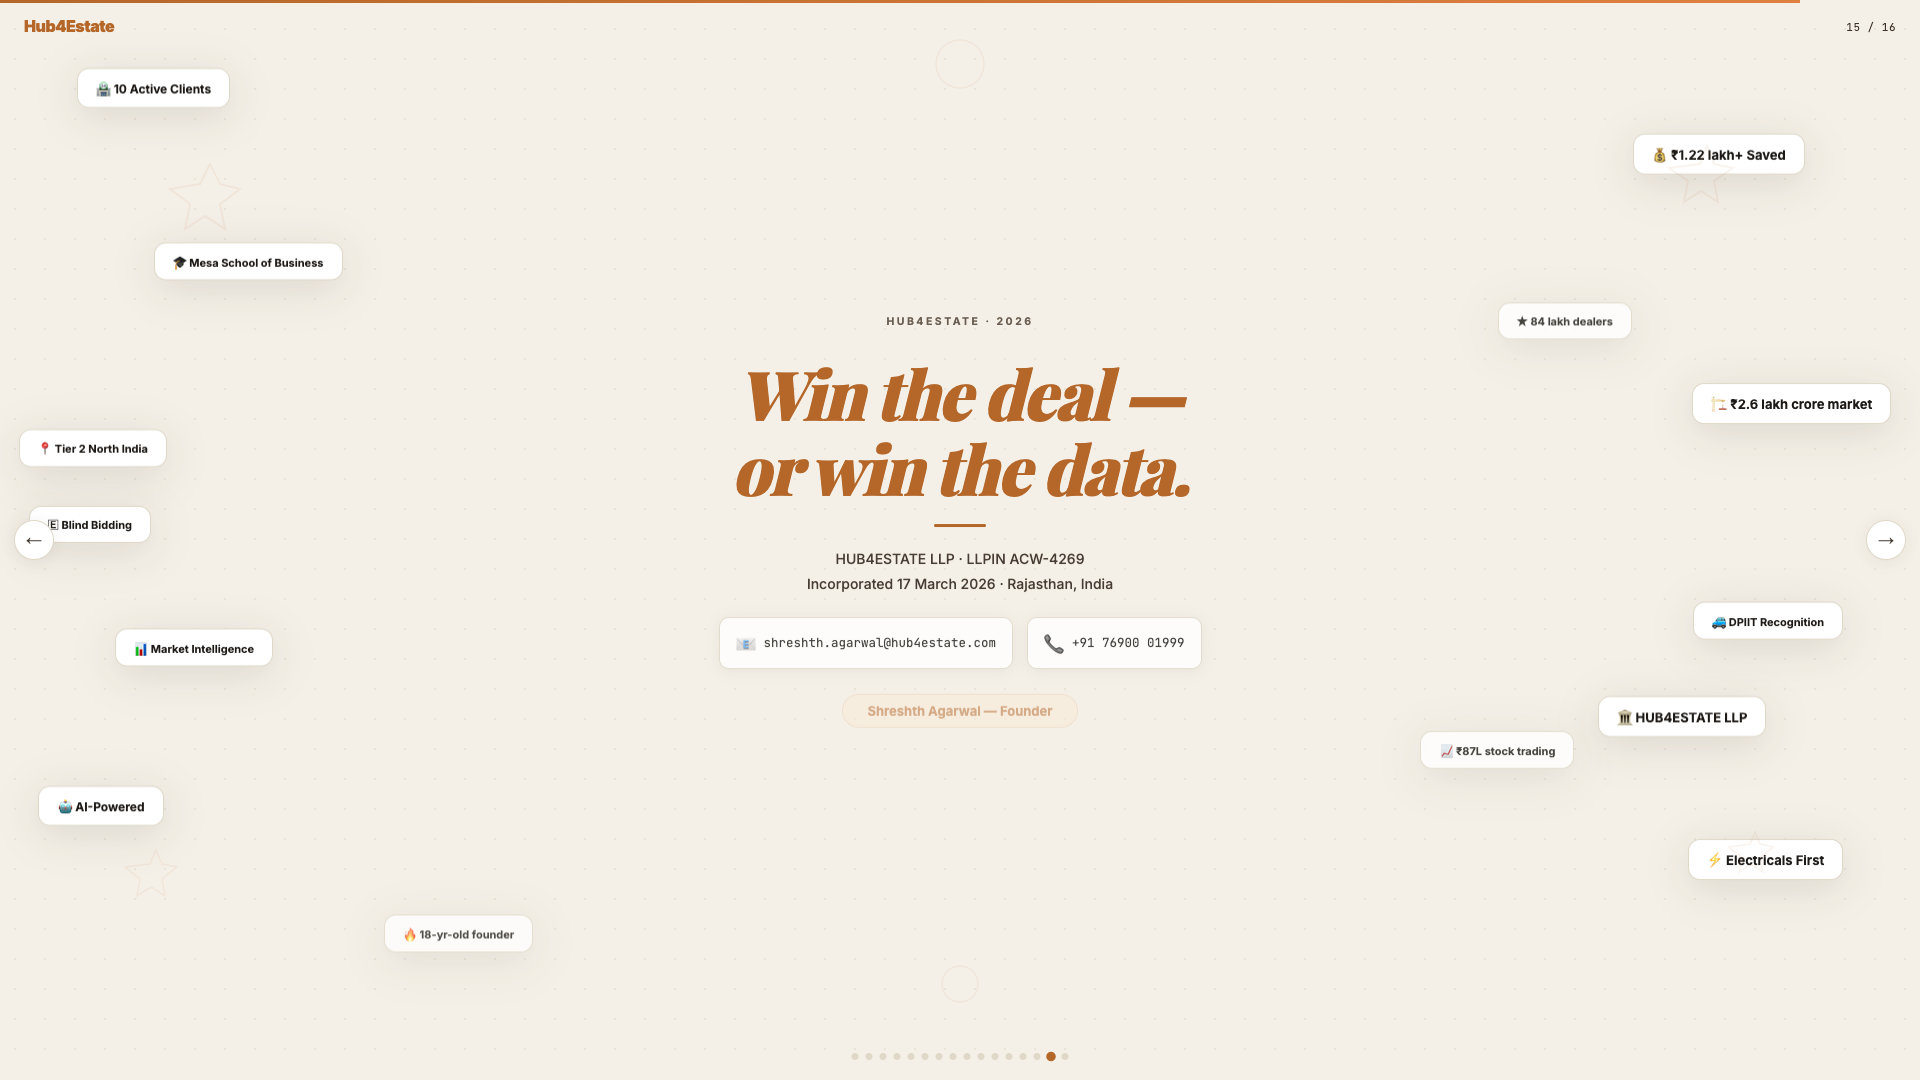 Hub4Estate
15 / 16
10 Active Clients
₹1.22 lakh+ Saved
Mesa School of Business
★ 84 lakh dealers
HUB4ESTATE · 2026
Win the deal —
or win the data.
₹2.6 lakh crore market
Tier 2 North India
🄴 Blind Bidding
←
→
HUB4ESTATE LLP · LLPIN ACW-4269
Incorporated 17 March 2026 · Rajasthan, India
shreshth.agarwal@hub4estate.com
+91 76900 01999
DPIIT Recognition
Market Intelligence
Shreshth Agarwal — Founder
HUB4ESTATE LLP
₹87L stock trading
AI-Powered
Electricals First
18-yr-old founder